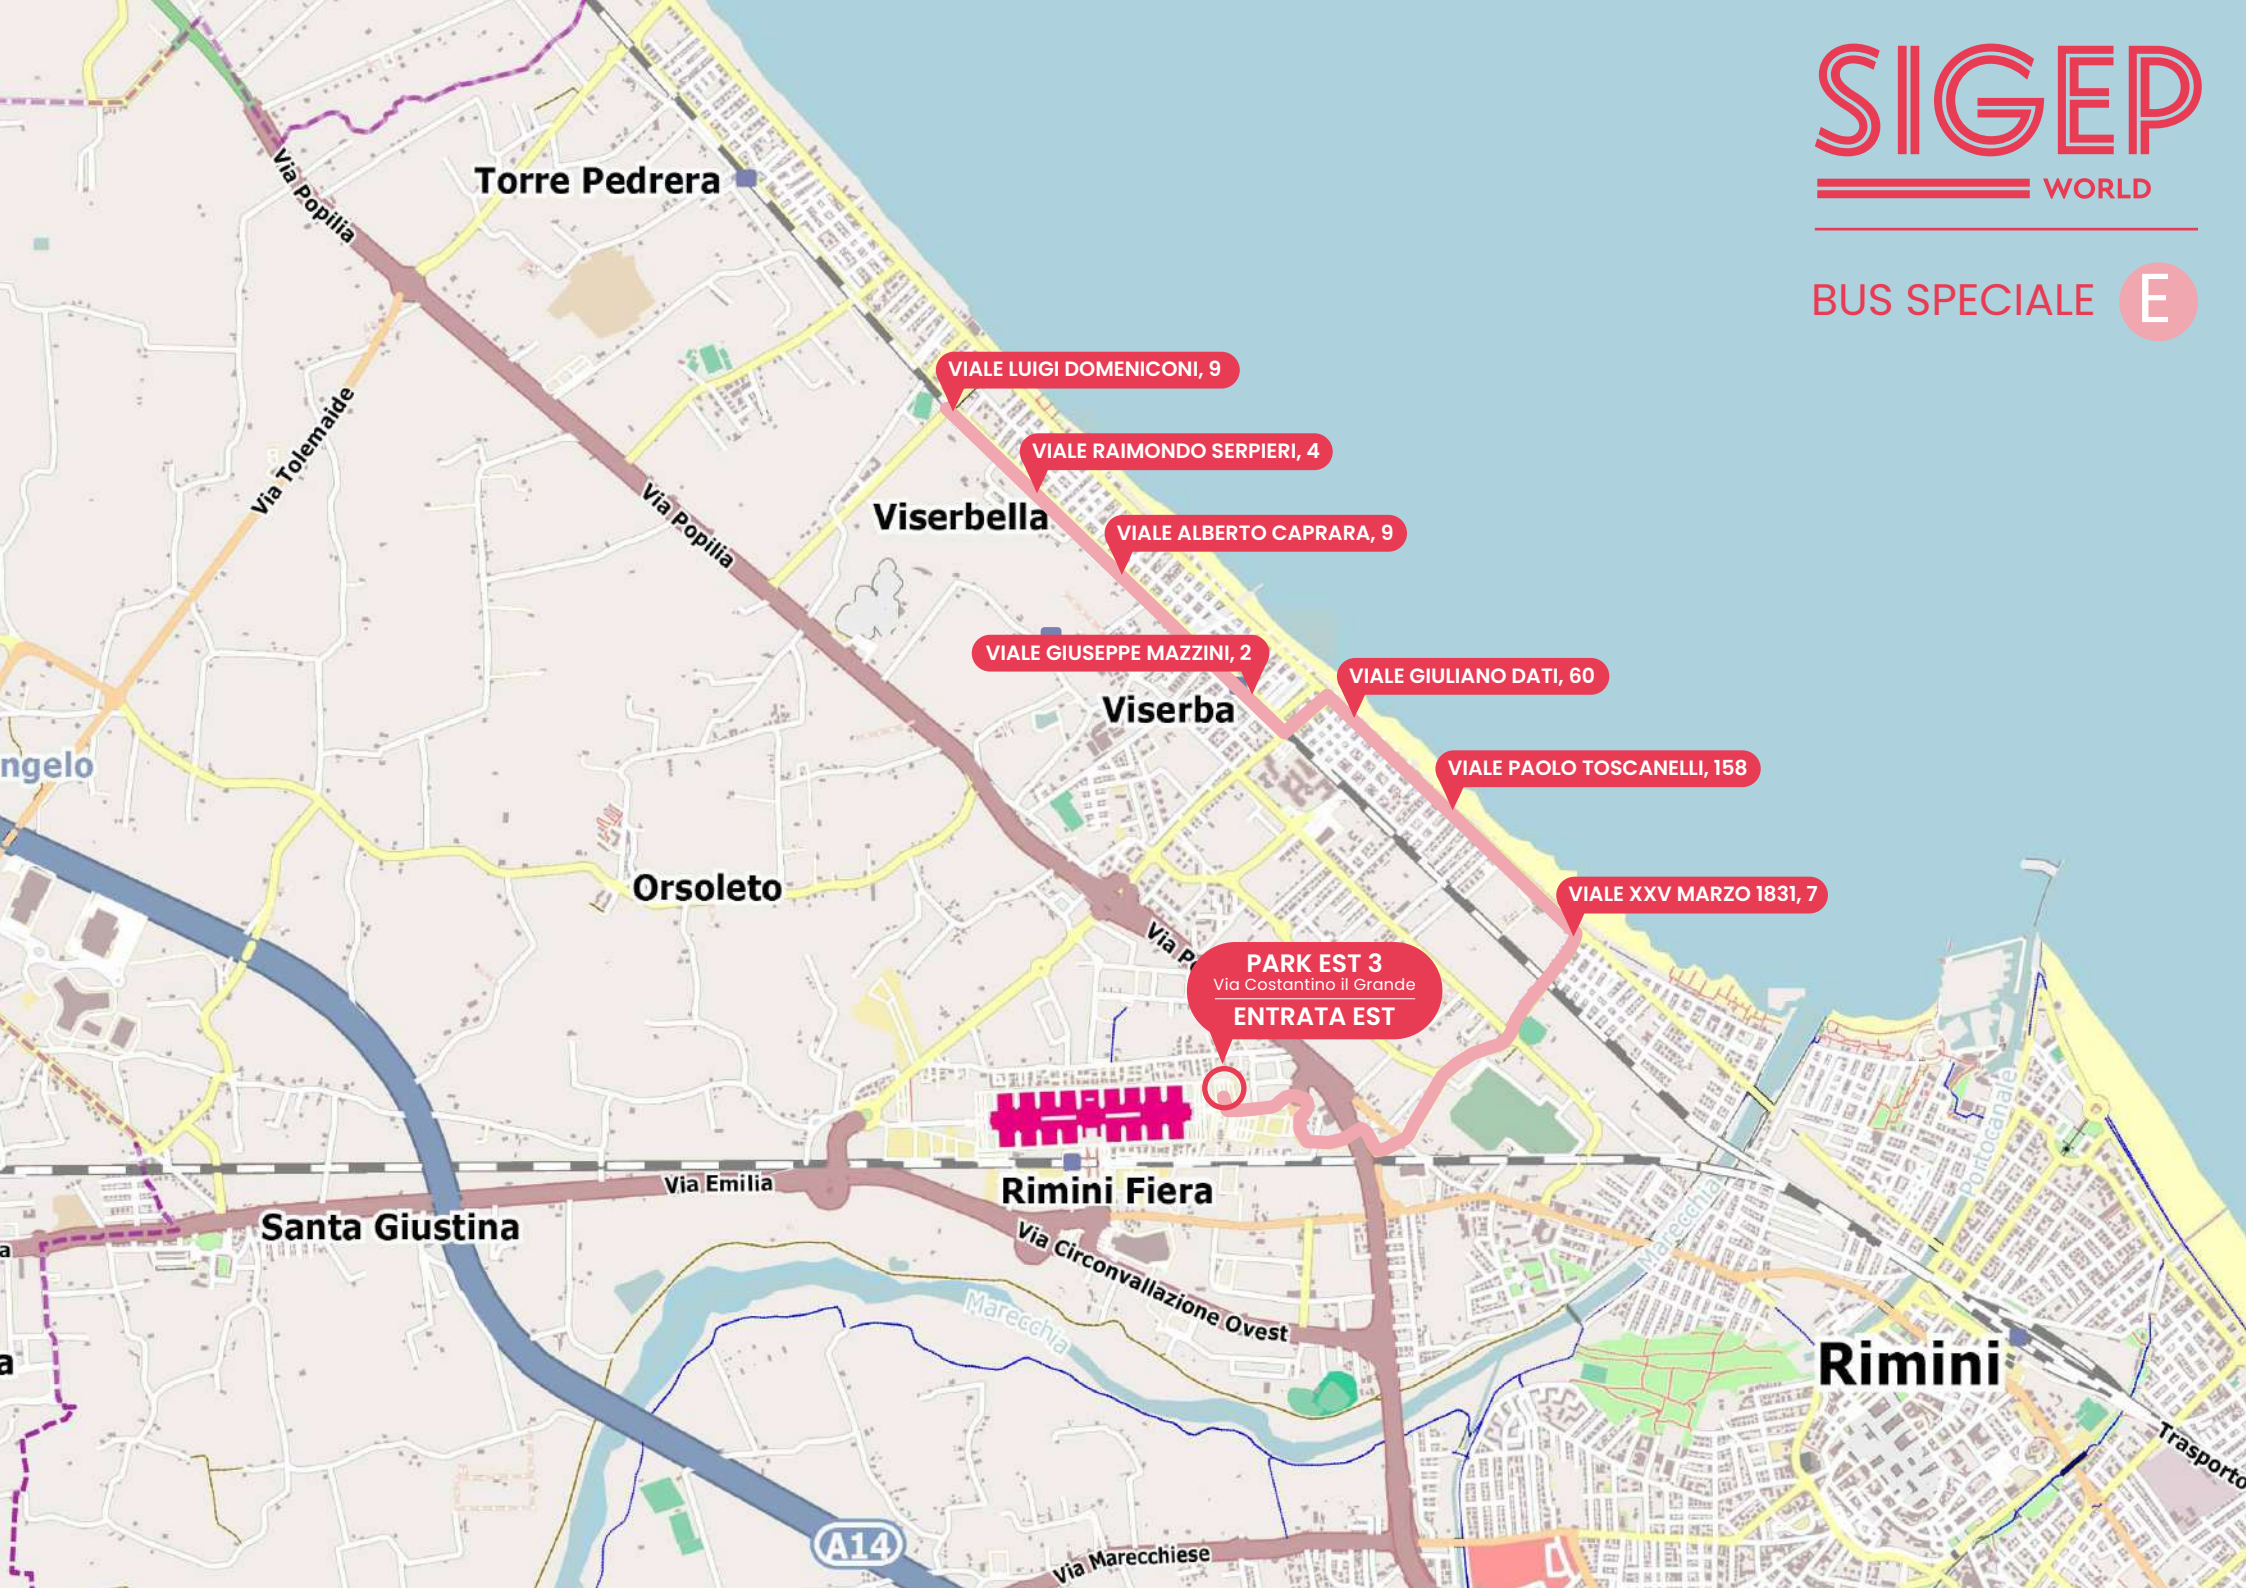 SIGEP
WORLD
BUS SPECIALE E
Via Popilia
Torre Pedrera
VIALE LUIGI DOMENICONI, 9
Via Tolemaide
VIALE RAIMONDO SERPIERI, 4
Via Popilia
Viserbella
VIALE ALBERTO CAPRARA, 9
VIALE GIUSEPPE MAZZINI, 2
VIALE GIULIANO DATI, 60
Viserba
ngelo
VIALE PAOLO TOSCANELLI, 158
Orsoleto
VIALE XXV MARZO 1831, 7
Via P
PARK EST 3
Via Costantino il Grande
ENTRATA EST
Portocanale
Via Emilia
Rimini Fiera
Santa Giustina
a
Marecchia
Via Circonvallazione Ovest
Marecchia
a
Rimini
Trasporto
A14
Via Marecchiese